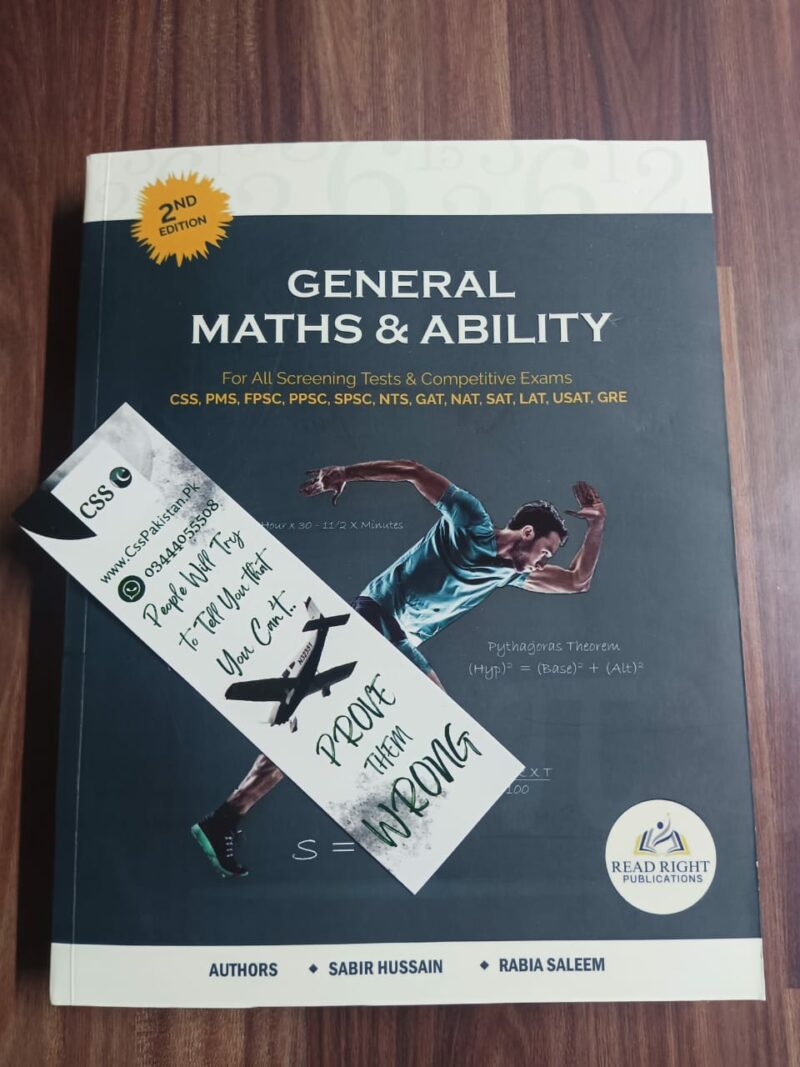 2ND
EDITION
GENERAL
MATHS & ABILITY
For All Screening Tests & Competitive Exams
CSS, PMS, FPSC, PPSC, SPSC, NTS, GAT, NAT, SAT, LAT, USAT, GRE
CSS
www.CssPakistan.Pk
03444055508
People Will Try
to Tell You that
You Can't..
N32391
PROVE
THEM
WRONG
Hour x 30 - 11/2 X Minutes
Pythagoras Theorem
(Hyp)² = (Base)² + (Alt)²
X T
100
S =
READ RIGHT
PUBLICATIONS
AUTHORS ◆ SABIR HUSSAIN ◆ RABIA SALEEM